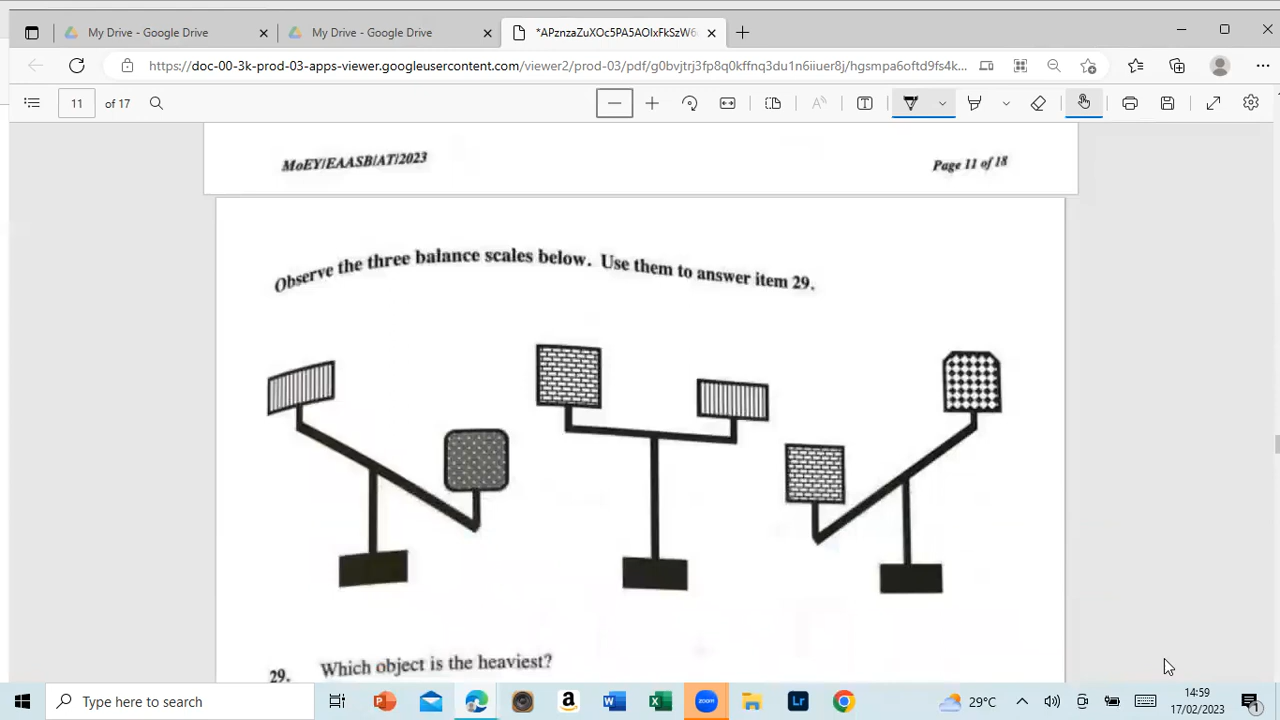 My Drive - Google Drive
My Drive - Google Drive
*APznzaZuXOc5PA5AOlxFkSzW6
https://doc-00-3k-prod-03-apps-viewer.googleusercontent.com/viewer2/prod-03/pdf/g0bvjtrj3fp8q0kffnq3du1n6iiuer8j/hgsmpa6oftd9fs4k...
11 of 17
MoEY/EAASB/AT/2023
Page 11 of 18
Observe the three balance scales below. Use them to answer item 29.
29. Which object is the heaviest?
Type here to search
29°C
14:59
17/02/2023